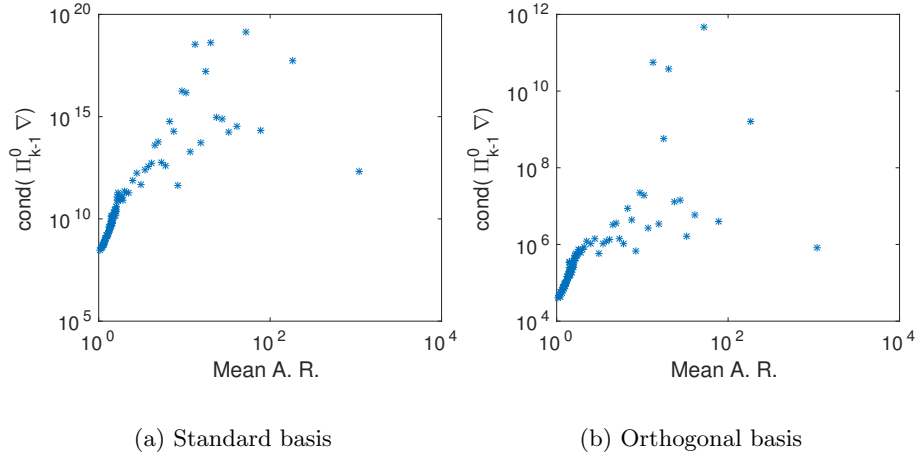 10^20
10^15
10^10
10^5
10^0
10^2
10^4
cond( Π^0_{k-1} ∇)
Mean A. R.
(a) Standard basis
10^12
10^10
10^8
10^6
10^4
10^0
10^2
10^4
cond( Π^0_{k-1} ∇)
Mean A. R.
(b) Orthogonal basis